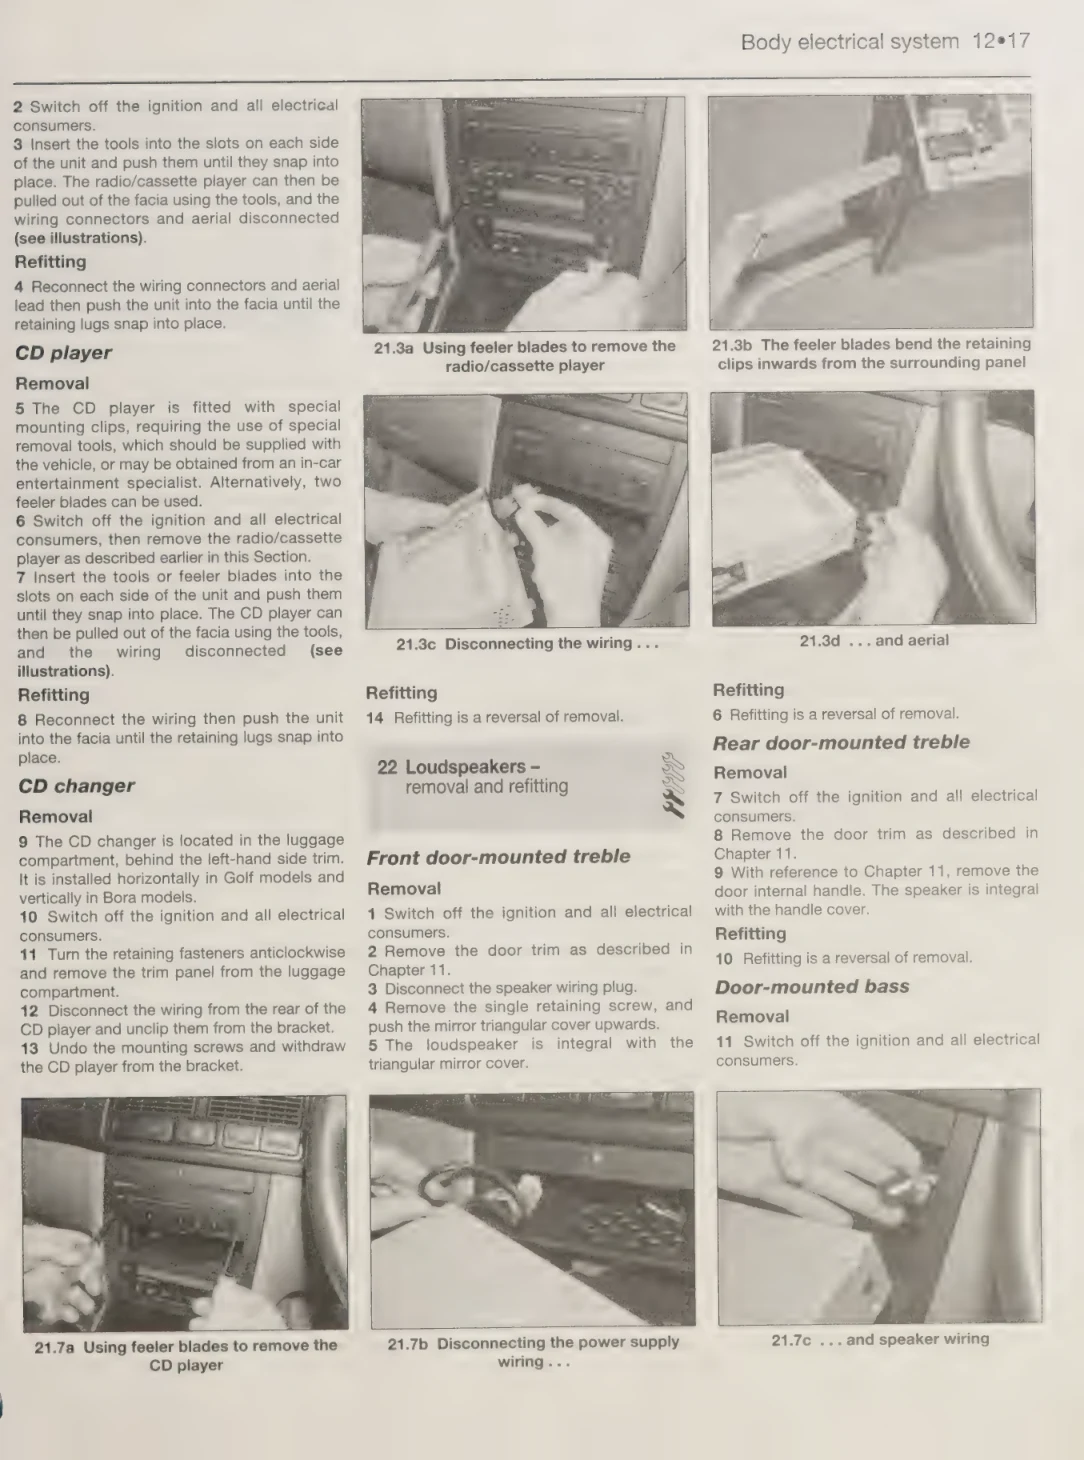 Body electrical system 12•17
2 Switch off the ignition and all electrical
consumers.
3 Insert the tools into the slots on each side
of the unit and push them until they snap into
place. The radio/cassette player can then be
pulled out of the facia using the tools, and the
wiring connectors and aerial disconnected
(see illustrations).
Refitting
4 Reconnect the wiring connectors and aerial
lead then push the unit into the facia until the
retaining lugs snap into place.
CD player
Removal
5 The CD player is fitted with special
mounting clips, requiring the use of special
removal tools, which should be supplied with
the vehicle, or may be obtained from an in-car
entertainment specialist. Alternatively, two
feeler blades can be used.
6 Switch off the ignition and all electrical
consumers, then remove the radio/cassette
player as described earlier in this Section.
7 Insert the tools or feeler blades into the
slots on each side of the unit and push them
until they snap into place. The CD player can
then be pulled out of the facia using the tools,
and the wiring disconnected (see
illustrations).
Refitting
8 Reconnect the wiring then push the unit
into the facia until the retaining lugs snap into
place.
CD changer
Removal
9 The CD changer is located in the luggage
compartment, behind the left-hand side trim.
It is installed horizontally in Golf models and
vertically in Bora models.
10 Switch off the ignition and all electrical
consumers.
11 Turn the retaining fasteners anticlockwise
and remove the trim panel from the luggage
compartment.
12 Disconnect the wiring from the rear of the
CD player and unclip them from the bracket.
13 Undo the mounting screws and withdraw
the CD player from the bracket.
21.3a Using feeler blades to remove the
radio/cassette player
21.3b The feeler blades bend the retaining
clips inwards from the surrounding panel
21.3c Disconnecting the wiring . . .
21.3d . . . and aerial
Refitting
14 Refitting is a reversal of removal.
22 Loudspeakers –
removal and refitting
Front door-mounted treble
Removal
1 Switch off the ignition and all electrical
consumers.
2 Remove the door trim as described in
Chapter 11.
3 Disconnect the speaker wiring plug.
4 Remove the single retaining screw, and
push the mirror triangular cover upwards.
5 The loudspeaker is integral with the
triangular mirror cover.
Refitting
6 Refitting is a reversal of removal.
Rear door-mounted treble
Removal
7 Switch off the ignition and all electrical
consumers.
8 Remove the door trim as described in
Chapter 11.
9 With reference to Chapter 11, remove the
door internal handle. The speaker is integral
with the handle cover.
Refitting
10 Refitting is a reversal of removal.
Door-mounted bass
Removal
11 Switch off the ignition and all electrical
consumers.
21.7a Using feeler blades to remove the
CD player
21.7b Disconnecting the power supply
wiring . . .
21.7c . . . and speaker wiring